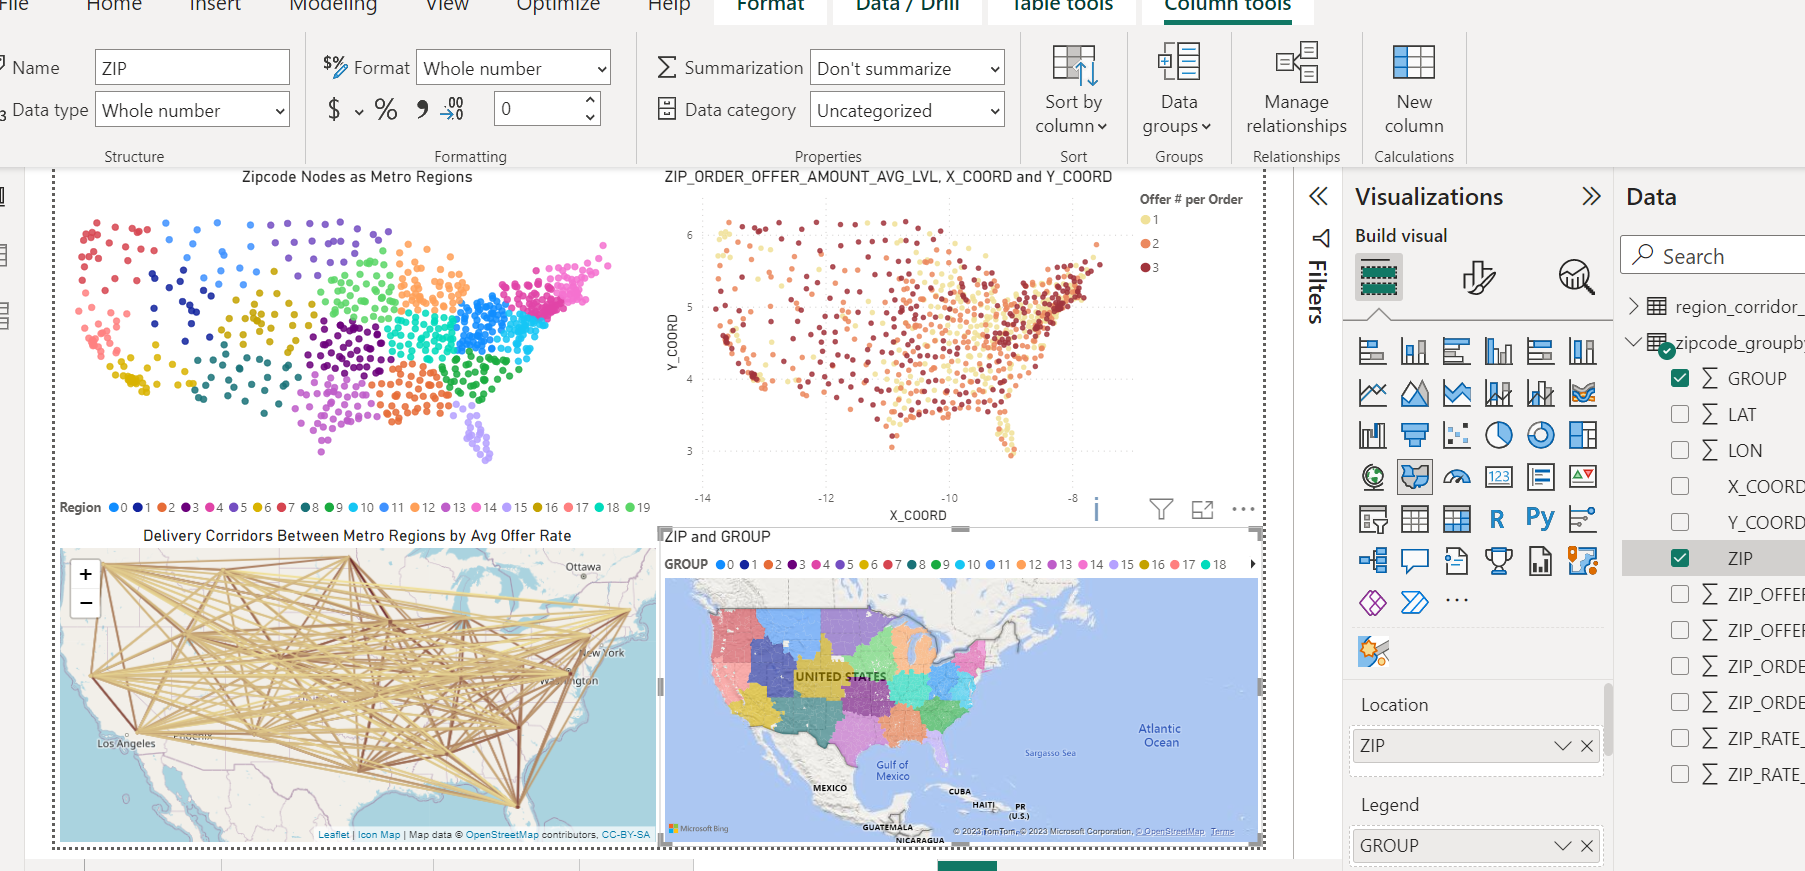 File Home Insert Modeling View Optimize Help Format Data / Drill Table tools Column tools
Name ZIP
Data type Whole number
Structure
Format Whole number
$ % 0
Formatting
Summarization Don't summarize
Data category Uncategorized
Properties
Sort by
column
Sort
Data
groups
Groups
Manage
relationships
Relationships
New
column
Calculations
Zipcode Nodes as Metro Regions
Region 0 1 2 3 4 5 6 7 8 9 10 11 12 13 14 15 16 17 18 19
ZIP_ORDER_OFFER_AMOUNT_AVG_LVL, X_COORD and Y_COORD
Offer # per Order
1
2
3
Y_COORD
6
5
4
3
-14 -12 -10 -8
X_COORD
Delivery Corridors Between Metro Regions by Avg Offer Rate
+
−
Ottawa
New York
Los Angeles
Leaflet | Icon Map | Map data © OpenStreetMap contributors, CC-BY-SA
ZIP and GROUP
GROUP 0 1 2 3 4 5 6 7 8 9 10 11 12 13 14 15 16 17 18
UNITED STATES
Atlantic
Ocean
Sargasso Sea
Gulf of
Mexico
MEXICO
CUBA
HAITI
PR
(U.S.)
GUATEMALA
NICARAGUA
Microsoft Bing
© 2023 TomTom, © 2023 Microsoft Corporation, © OpenStreetMap Terms
Filters
Visualizations
Build visual
123
R
Py
Location
ZIP
Legend
GROUP
Data
Search
region_corridor_
zipcode_groupby
GROUP
LAT
LON
X_COORD
Y_COORD
ZIP
ZIP_OFFER
ZIP_OFFER
ZIP_ORDE
ZIP_ORDE
ZIP_RATE_
ZIP_RATE_